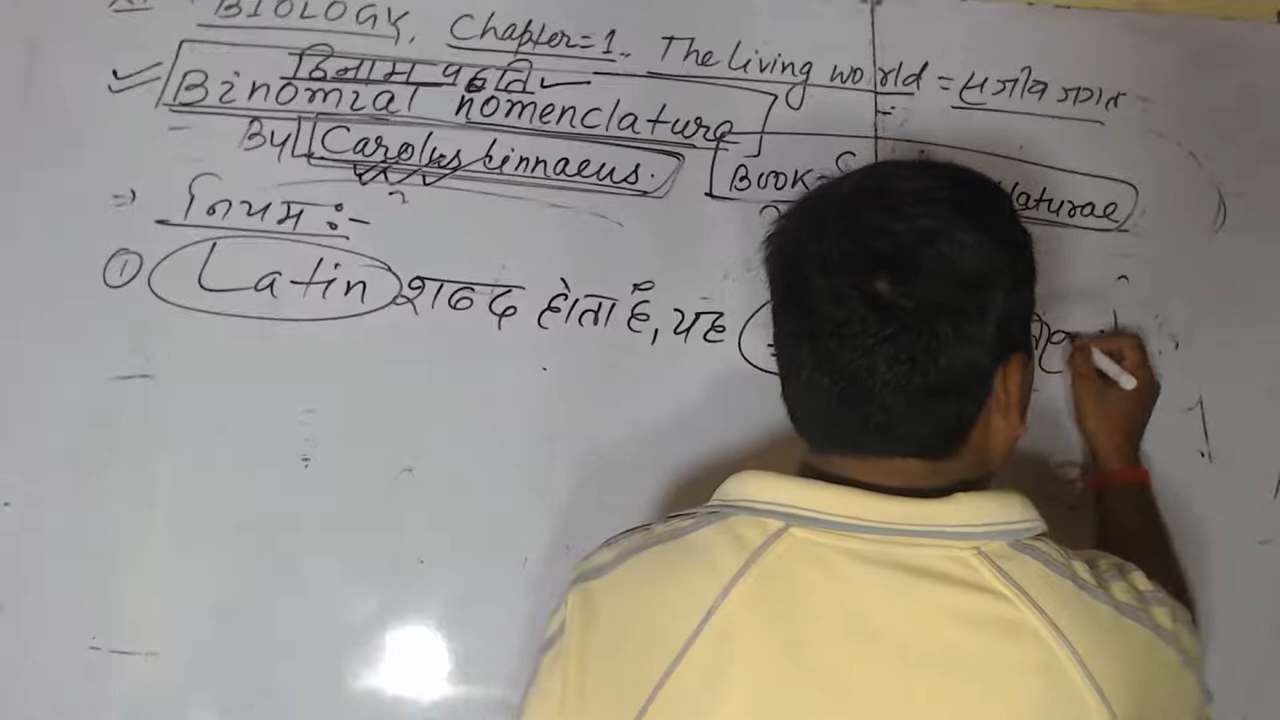 BIOLOGY, Chapter=1. The living world = सजीव जगत
द्विनाम पद्धति
Binomial nomenclature
By Carolus Linnaeus. Book- S naturae
⇒ नियम :-
① Latin शब्द होता है, यह